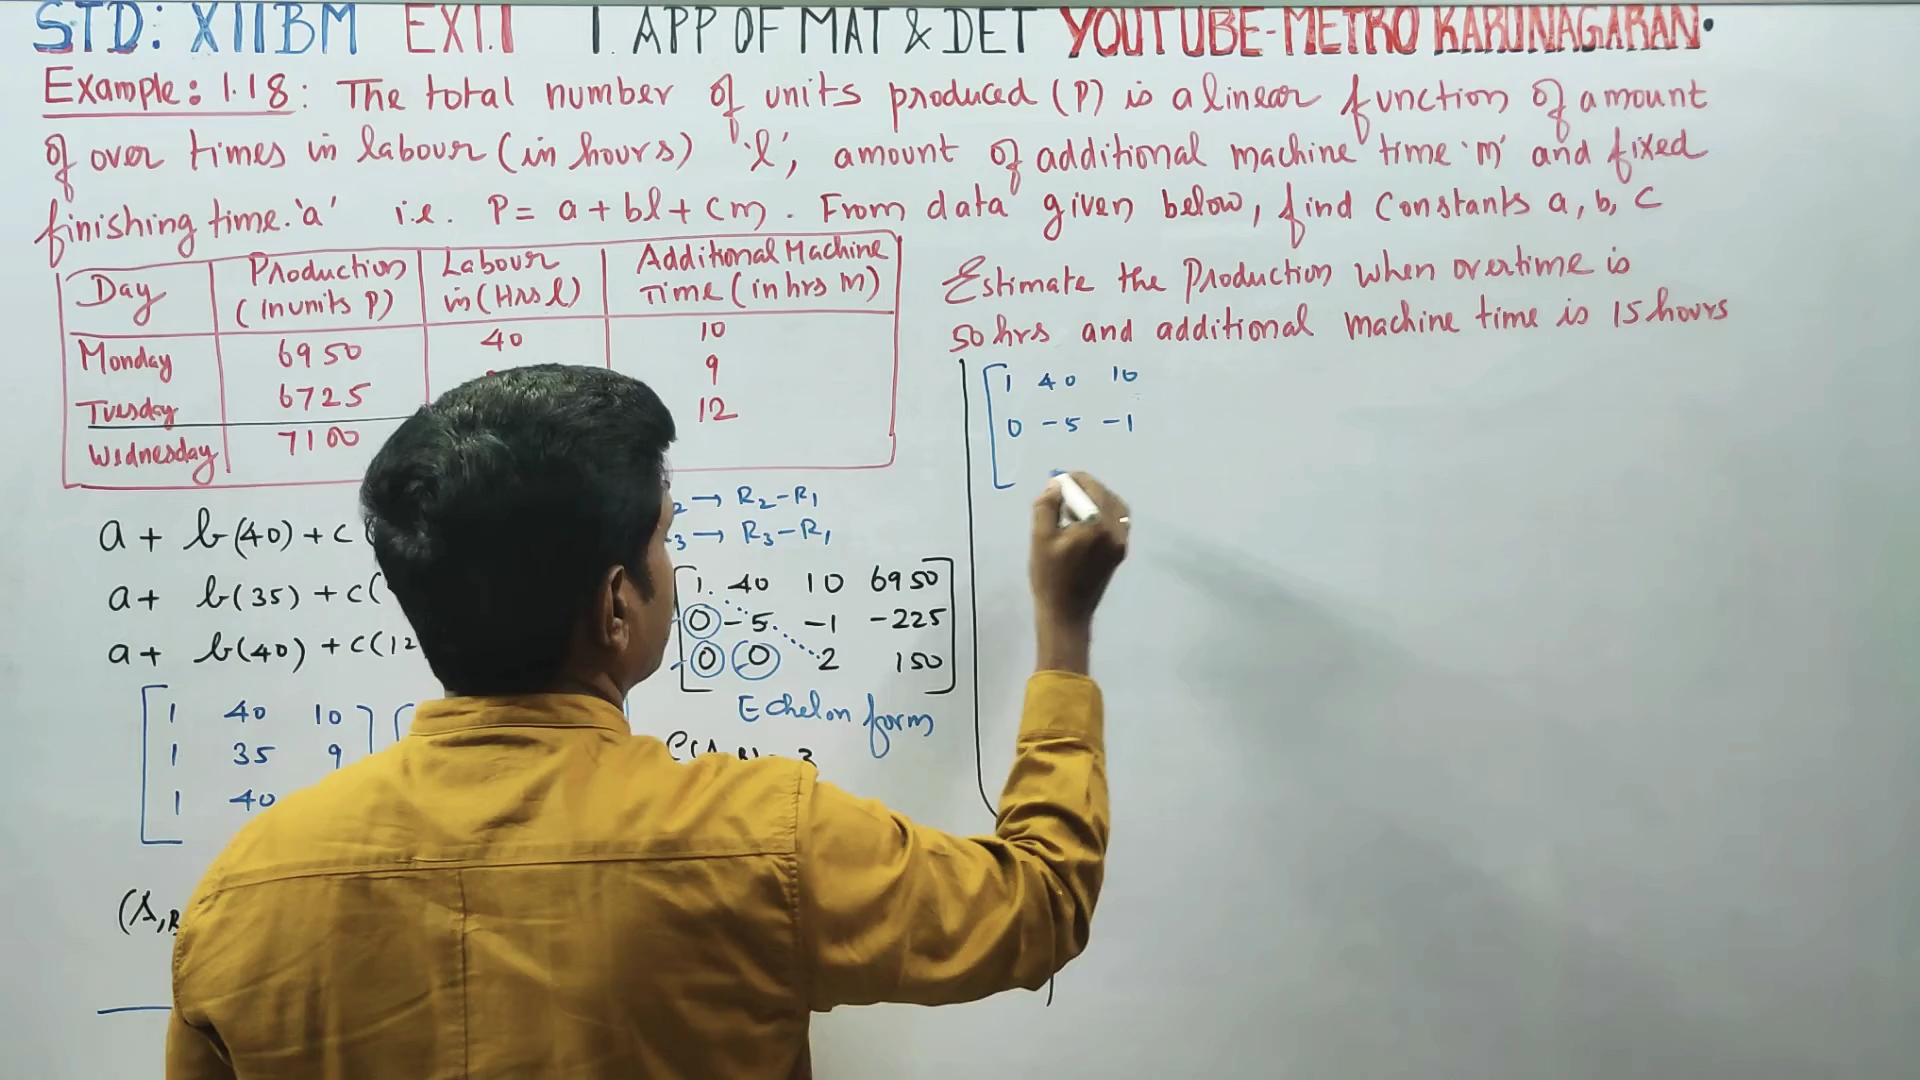 STD: XIIBM EX1.1 1. APP OF MAT & DET YOUTUBE-METRO KARUNAGARAN.
Example: 1.18: The total number of units produced (P) is a linear function of amount
of over times in labour (in hours) 'l', amount of additional machine time 'm' and fixed
finishing time. 'a' i.e. P = a + bl + cm. From data given below, find Constants a, b, c
Estimate the Production when overtime is
50 hrs and additional machine time is 15 hours
Day Production (In units P) Labour in (Hrs l) Additional Machine Time (in hrs m)
Monday 6950 40 10
Tuesday 6725 9
Wednesday 7100 12
a + b(40) + c
a + b(35) + c(
a + b(40) + c(12
1 40 10
1 35 9
1 40
(A,B
2 → R2-R1
3 → R3-R1
1. 40 10 6950
0 -5 -1 -225
0 0 2 150
Echelon form
1 40 10
0 -5 -1